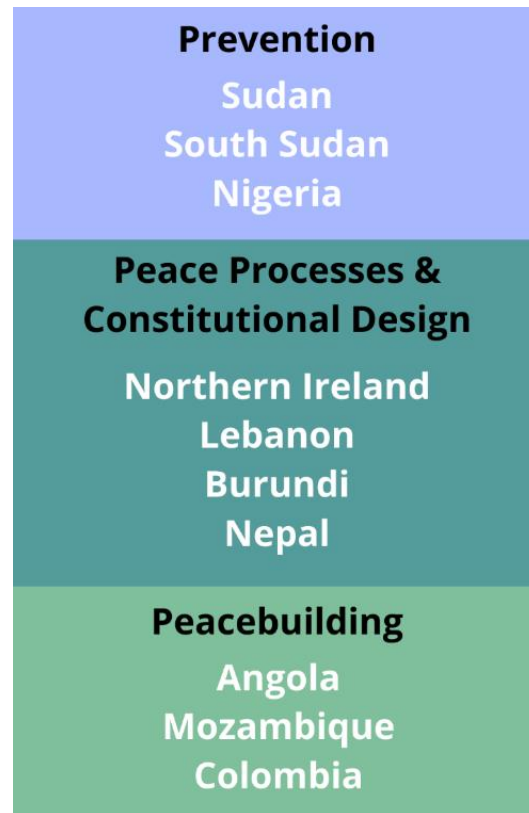 Prevention
Sudan
South Sudan
Nigeria
Peace Processes &
Constitutional Design
Northern Ireland
Lebanon
Burundi
Nepal
Peacebuilding
Angola
Mozambique
Colombia